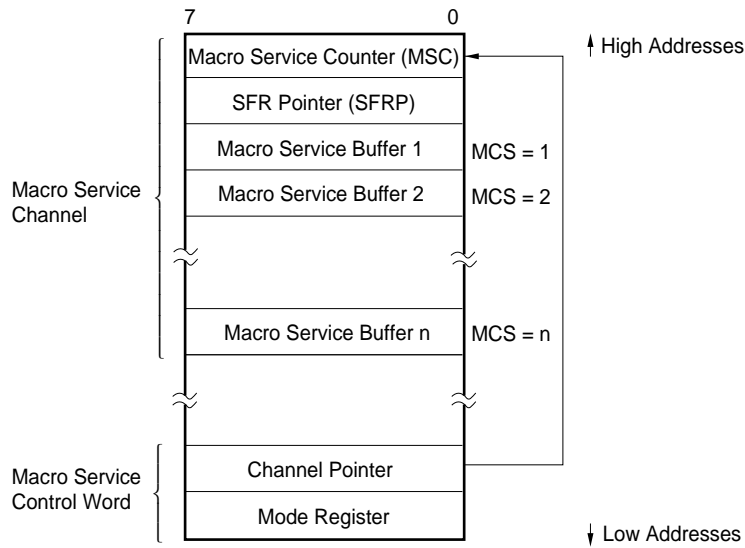 7 0
High Addresses
Macro Service Counter (MSC)
SFR Pointer (SFRP)
Macro Service Buffer 1 MCS = 1
Macro Service Buffer 2 MCS = 2
Macro Service
Channel
Macro Service Buffer n MCS = n
Channel Pointer
Macro Service
Control Word
Mode Register
Low Addresses